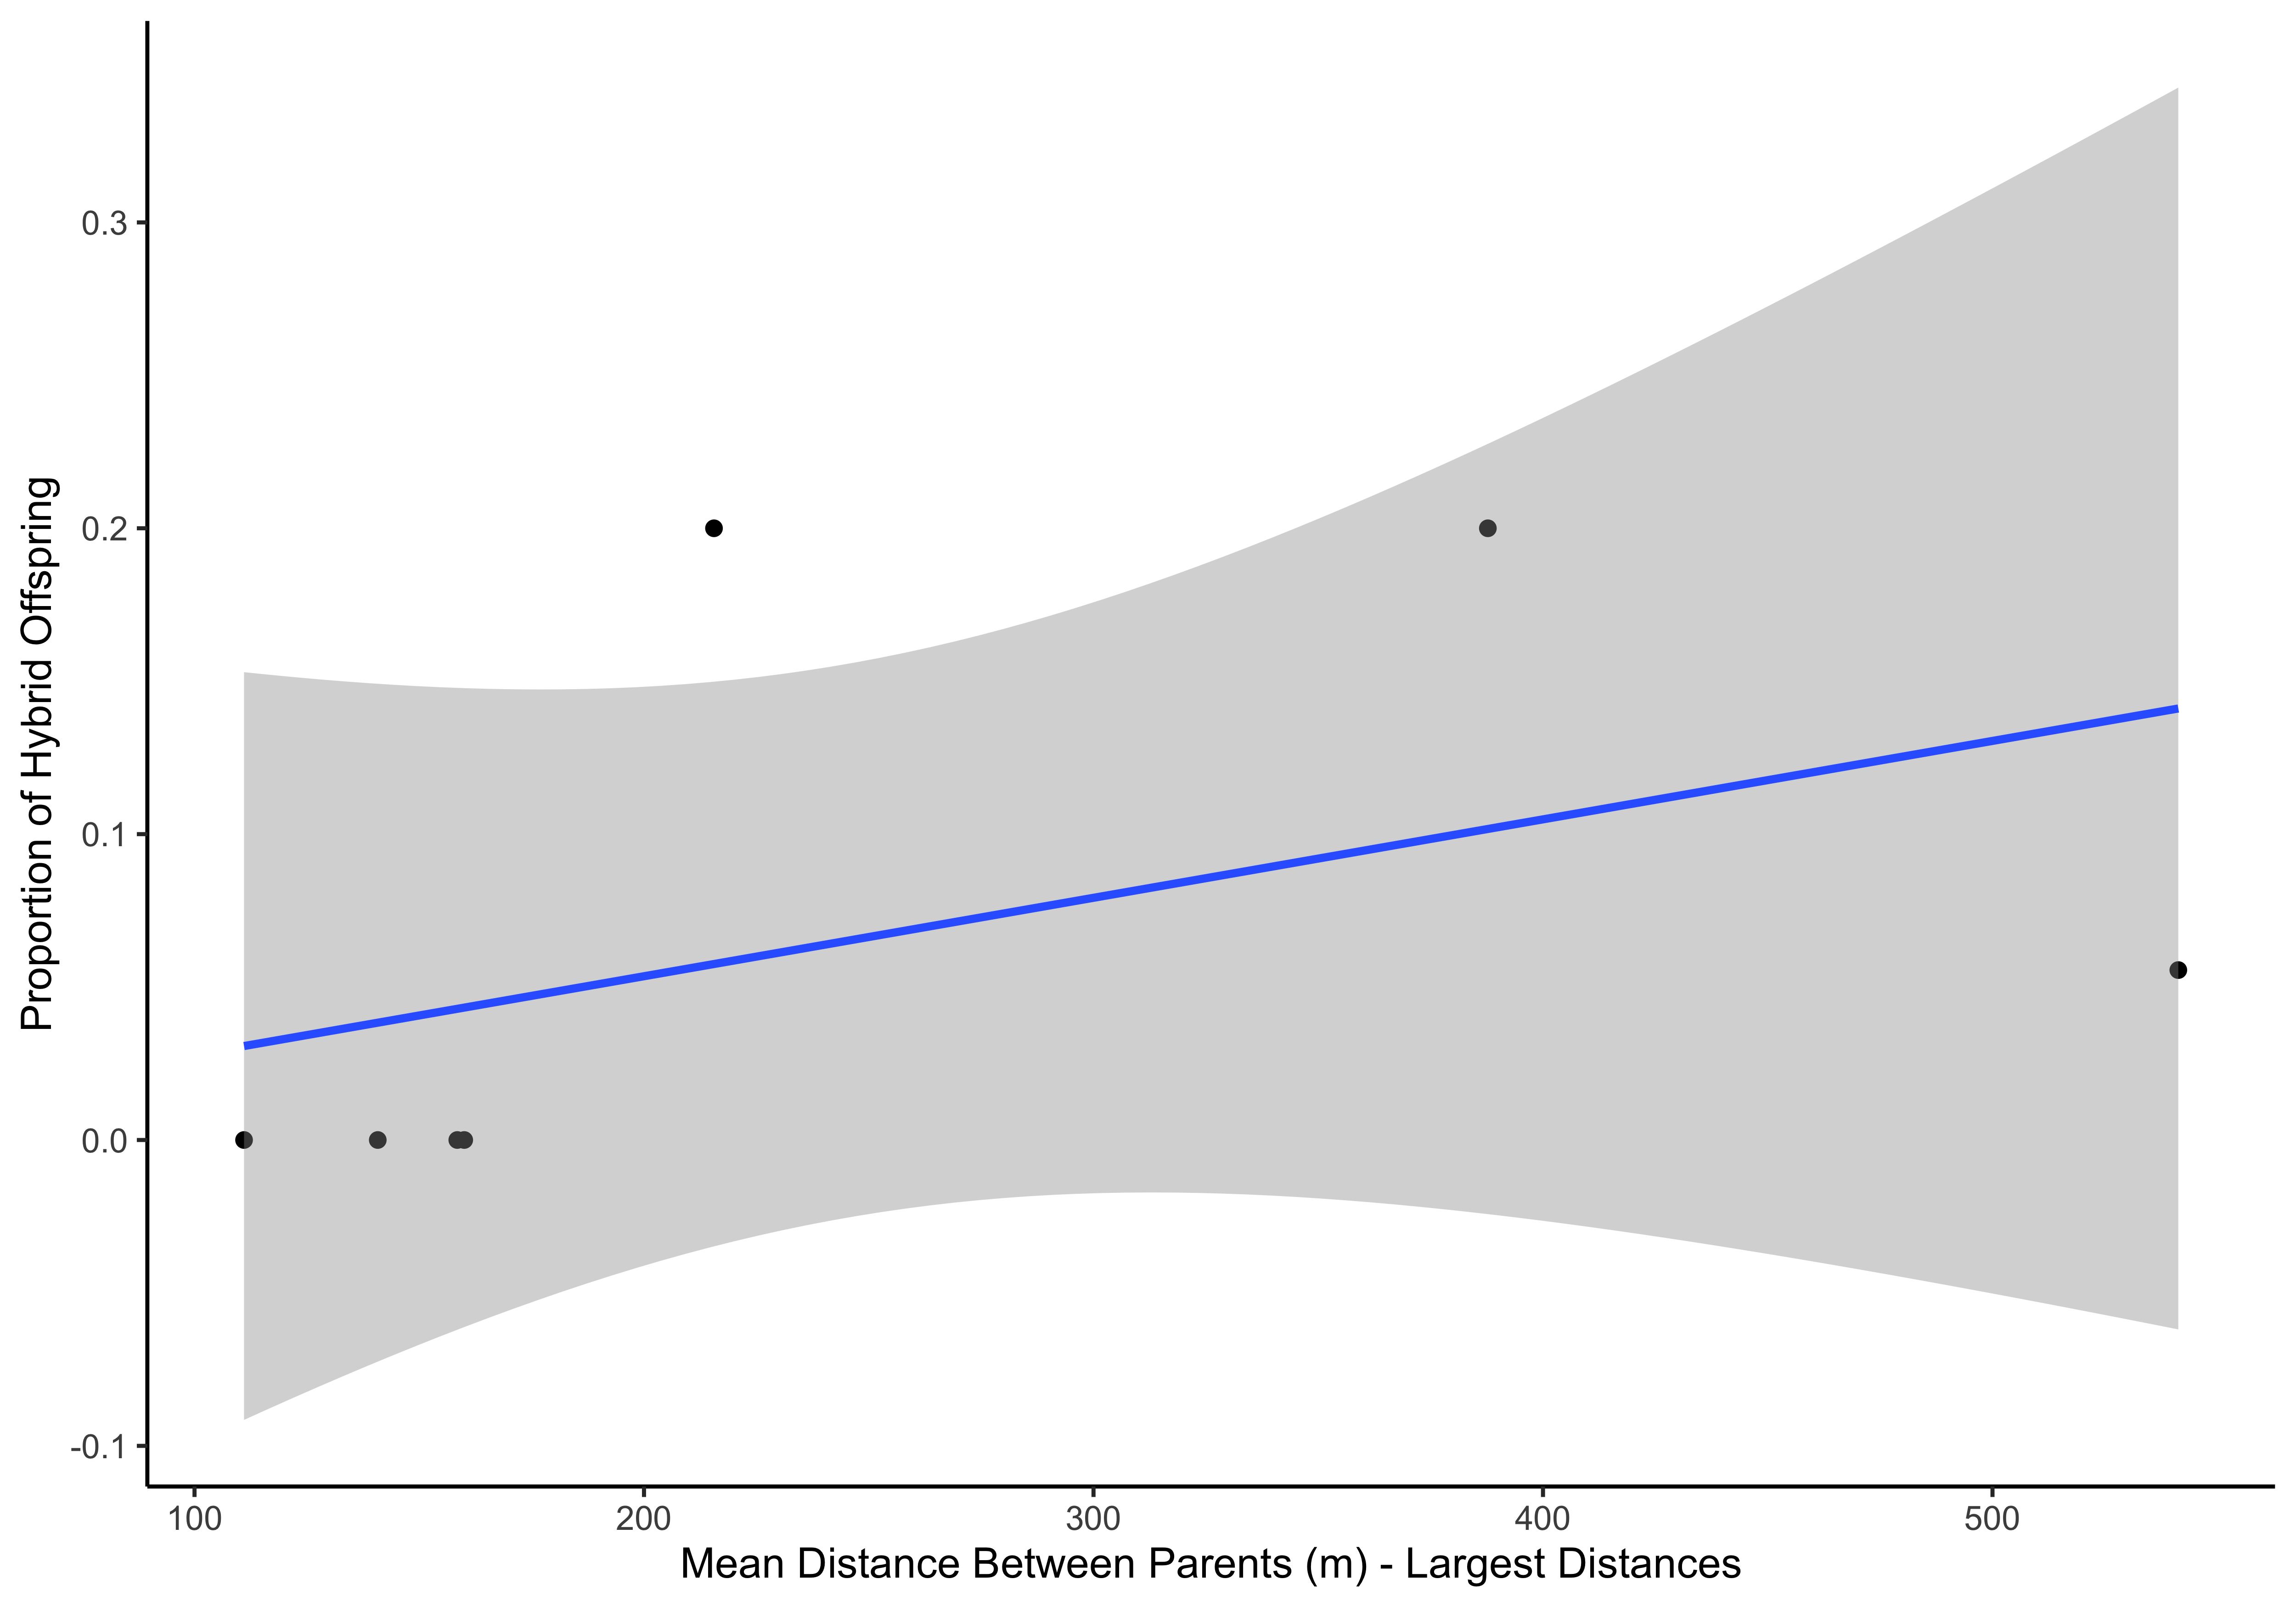 Proportion of Hybrid Offspring
0.3
0.2
0.1
0.0
-0.1
100 200 300 400 500
Mean Distance Between Parents (m) - Largest Distances